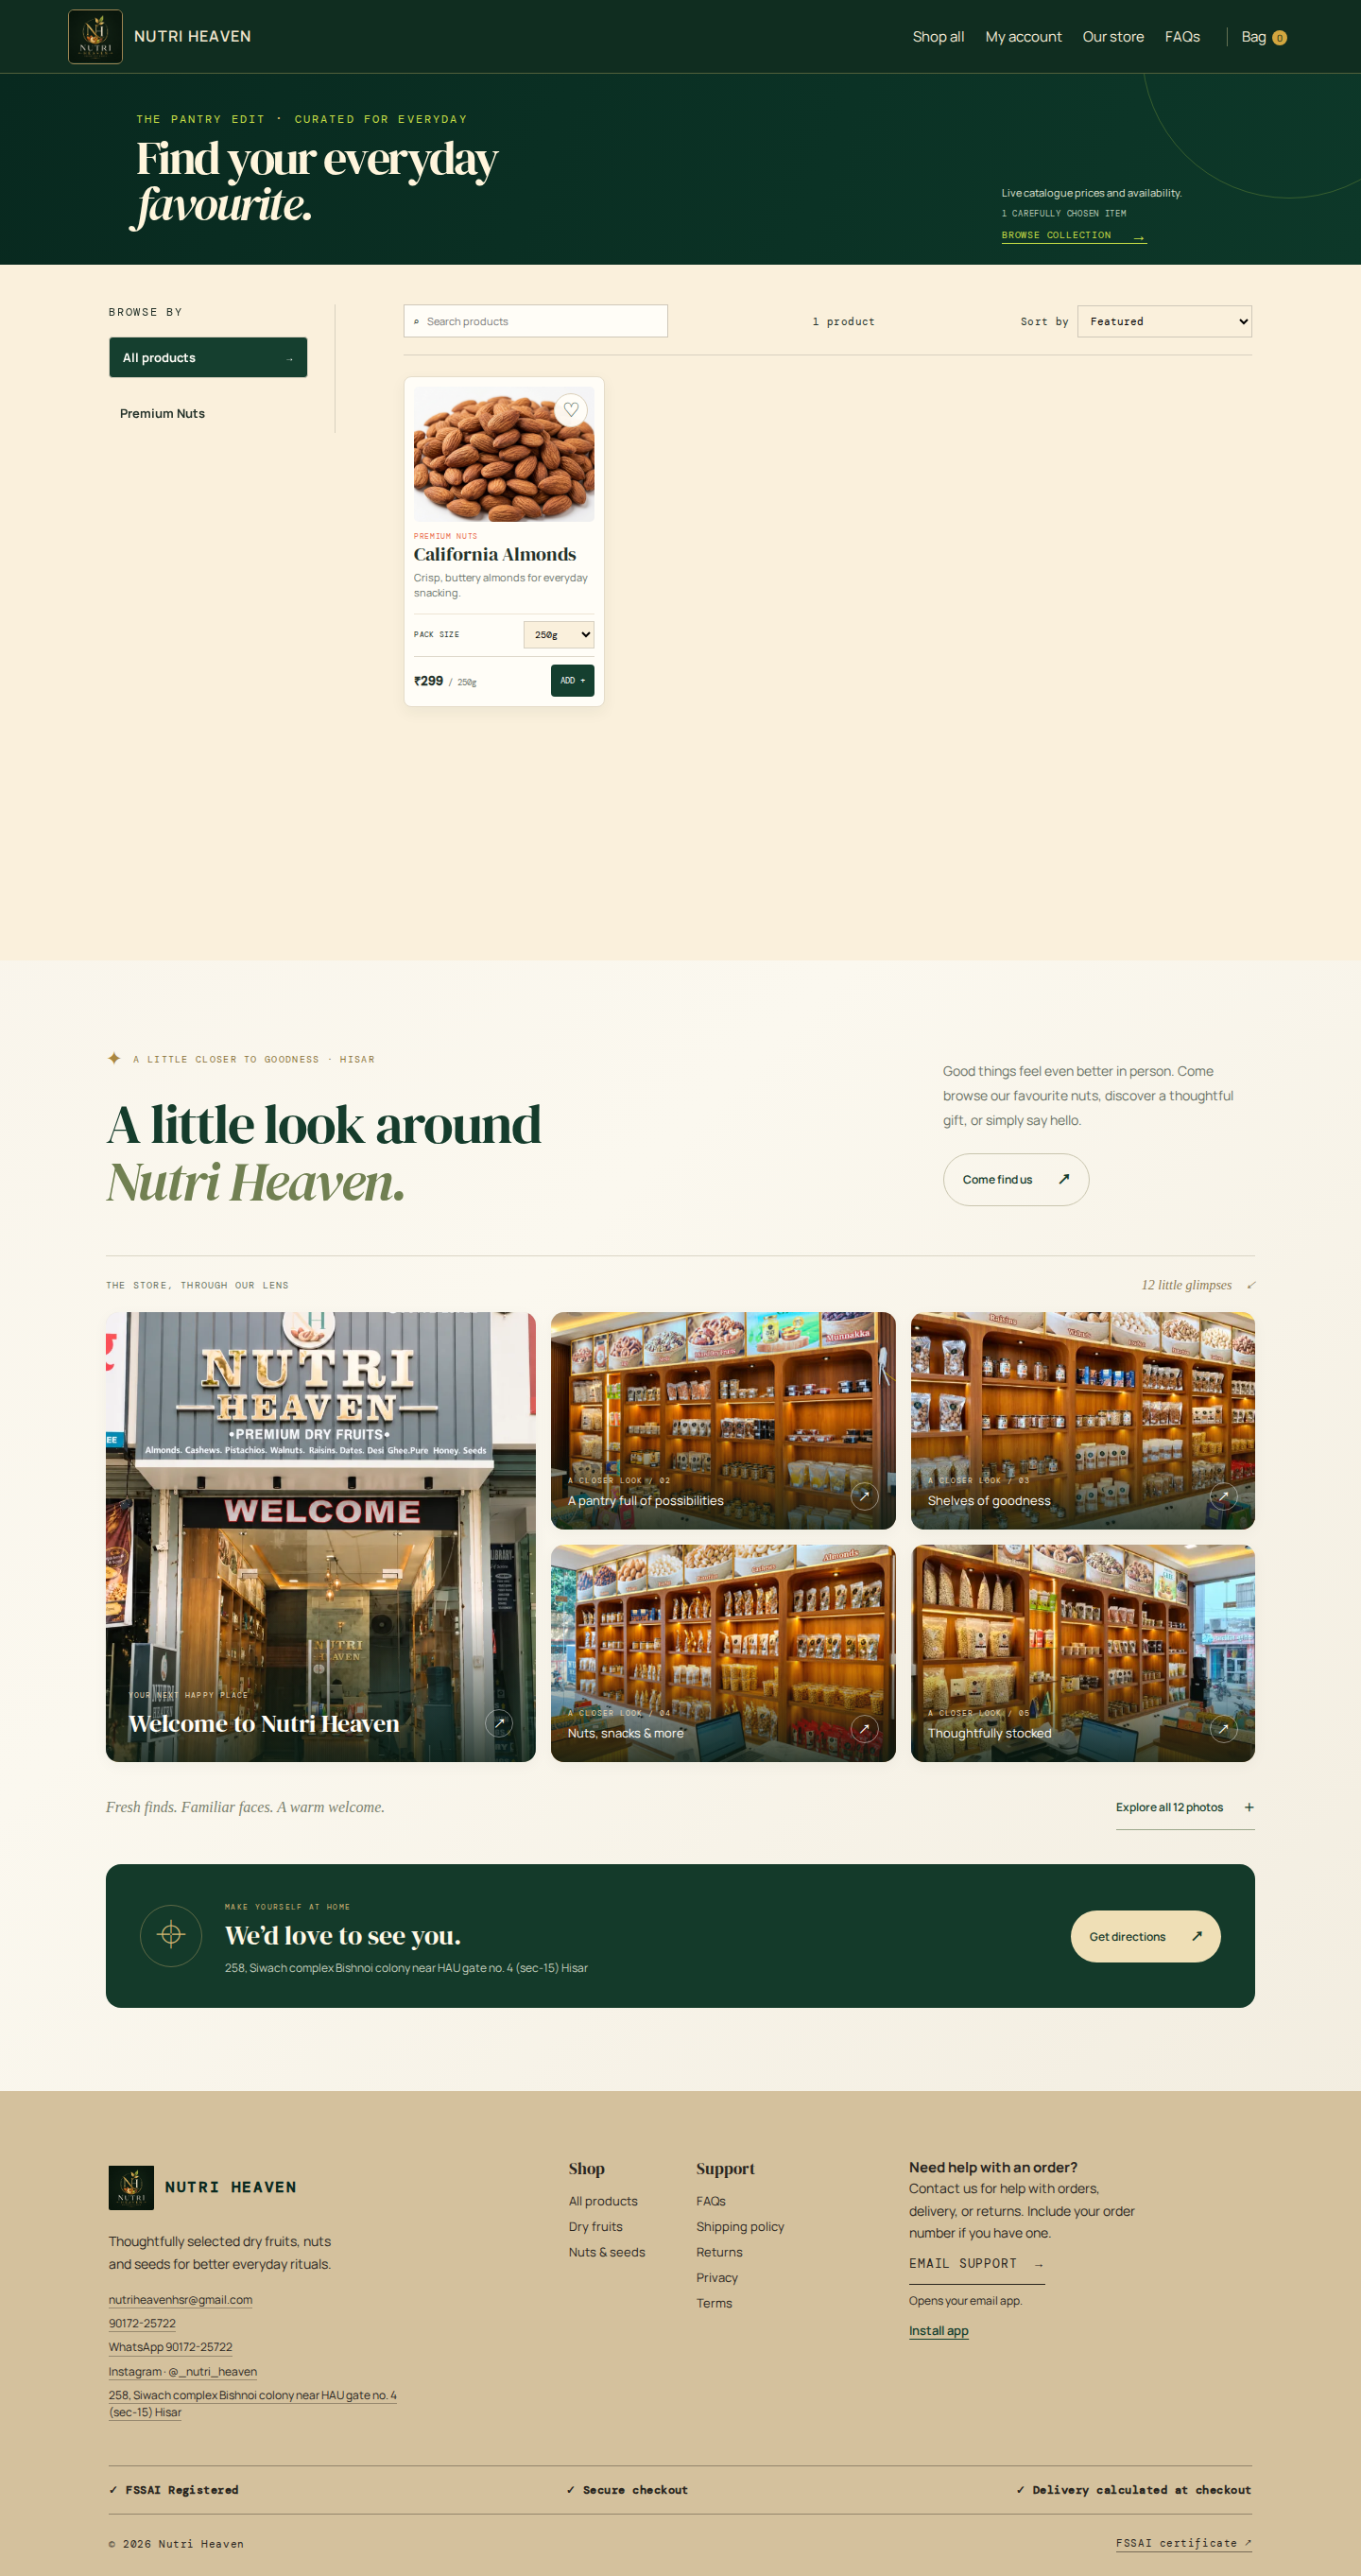 NUTRI HEAVEN
Shop all
My account
Our store
FAQs
Bag 0
THE PANTRY EDIT · CURATED FOR EVERYDAY
Find your everyday
favourite.
Live catalogue prices and availability.
1 CAREFULLY CHOSEN ITEM
BROWSE COLLECTION →
BROWSE BY
All products →
Premium Nuts
Search products
1 product
Sort by
Featured
PREMIUM NUTS
California Almonds
Crisp, buttery almonds for everyday
snacking.
PACK SIZE
250g
₹299 / 250g
ADD +
A LITTLE CLOSER TO GOODNESS · HISAR
A little look around
Nutri Heaven.
Good things feel even better in person. Come
browse our favourite nuts, discover a thoughtful
gift, or simply say hello.
Come find us ↗
THE STORE, THROUGH OUR LENS
12 little glimpses ↙
NUTRI
HEAVEN
•PREMIUM DRY FRUITS•
Almonds. Cashews. Pistachios. Walnuts. Raisins. Dates. Desi Ghee.Pure Honey. Seeds
WELCOME
YOUR NEXT HAPPY PLACE
Welcome to Nutri Heaven ↗
Munnakka
A CLOSER LOOK / 02
A pantry full of possibilities ↗
A CLOSER LOOK / 03
Shelves of goodness ↗
Almonds
A CLOSER LOOK / 04
Nuts, snacks & more ↗
A CLOSER LOOK / 05
Thoughtfully stocked ↗
Fresh finds. Familiar faces. A warm welcome.
Explore all 12 photos +
MAKE YOURSELF AT HOME
We’d love to see you.
258, Siwach complex Bishnoi colony near HAU gate no. 4 (sec-15) Hisar
Get directions ↗
NUTRI HEAVEN
Thoughtfully selected dry fruits, nuts
and seeds for better everyday rituals.
nutriheavenhsr@gmail.com
90172-25722
WhatsApp 90172-25722
Instagram · @_nutri_heaven
258, Siwach complex Bishnoi colony near HAU gate no. 4
(sec-15) Hisar
Shop
All products
Dry fruits
Nuts & seeds
Support
FAQs
Shipping policy
Returns
Privacy
Terms
Need help with an order?
Contact us for help with orders,
delivery, or returns. Include your order
number if you have one.
EMAIL SUPPORT →
Opens your email app.
Install app
✓ FSSAI Registered
✓ Secure checkout
✓ Delivery calculated at checkout
© 2026 Nutri Heaven
FSSAI certificate ↗